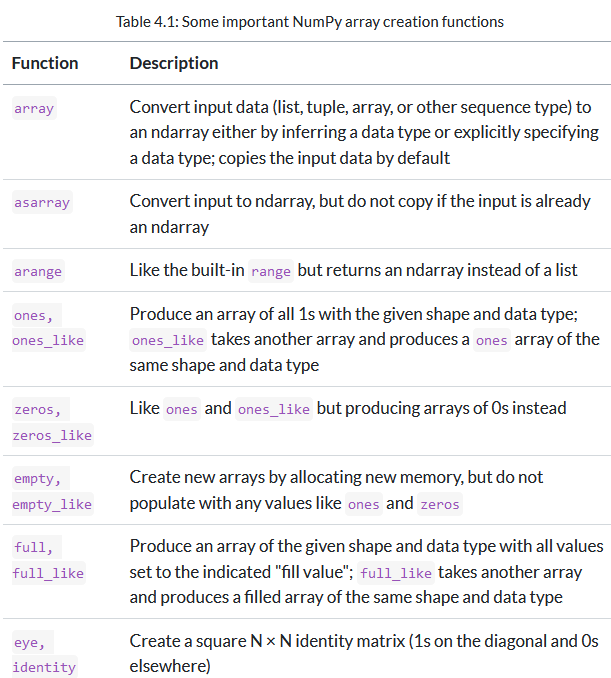 Table 4.1: Some important NumPy array creation functions
Function Description
array Convert input data (list, tuple, array, or other sequence type) to
an ndarray either by inferring a data type or explicitly specifying
a data type; copies the input data by default
asarray Convert input to ndarray, but do not copy if the input is already
an ndarray
arange Like the built-in range but returns an ndarray instead of a list
ones, Produce an array of all 1s with the given shape and data type;
ones_like ones_like takes another array and produces a ones array of the
same shape and data type
zeros, Like ones and ones_like but producing arrays of 0s instead
zeros_like
empty, Create new arrays by allocating new memory, but do not
empty_like populate with any values like ones and zeros
full, Produce an array of the given shape and data type with all values
full_like set to the indicated "fill value"; full_like takes another array
and produces a filled array of the same shape and data type
eye, Create a square N × N identity matrix (1s on the diagonal and 0s
identity elsewhere)